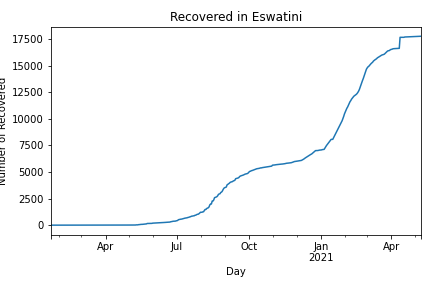 Recovered in Eswatini
17500
15000
12500
10000
7500
5000
2500
0
Number of Recovered
Apr
Jul
Oct
Jan
2021
Apr
Day